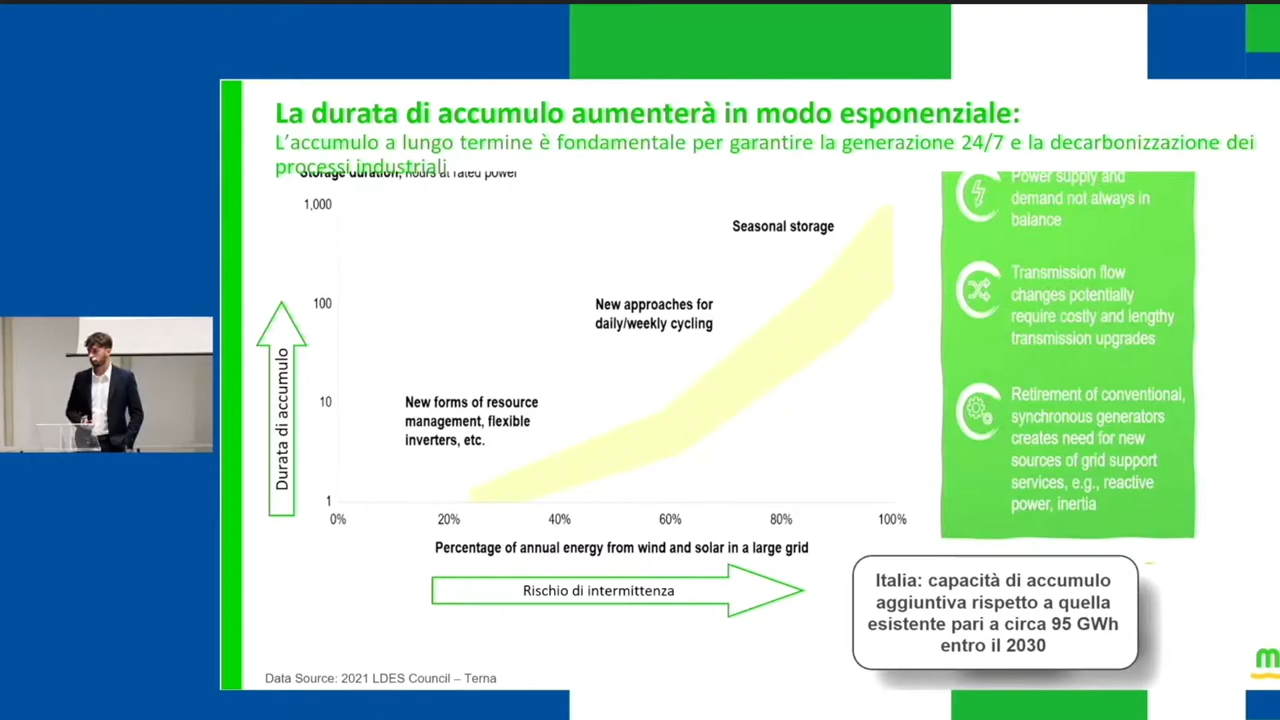 La durata di accumulo aumenterà in modo esponenziale:
L'accumulo a lungo termine è fondamentale per garantire la generazione 24/7 e la decarbonizzazione dei
processi industriali
Storage duration, hours at rated power
1,000
100
10
1
0%
20%
40%
60%
80%
100%
Seasonal storage
New approaches for
daily/weekly cycling
New forms of resource
management, flexible
inverters, etc.
Durata di accumulo
Percentage of annual energy from wind and solar in a large grid
Rischio di intermittenza
Power supply and
demand not always in
balance
Transmission flow
changes potentially
require costly and lengthy
transmission upgrades
Retirement of conventional,
synchronous generators
creates need for new
sources of grid support
services, e.g., reactive
power, inertia
Italia: capacità di accumulo
aggiuntiva rispetto a quella
esistente pari a circa 95 GWh
entro il 2030
Data Source: 2021 LDES Council – Terna